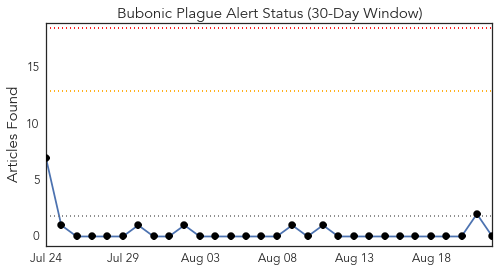 Bubonic Plague Alert Status (30-Day Window)
Articles Found
15
10
5
0
Jul 24 Jul 29 Aug 03 Aug 08 Aug 13 Aug 18